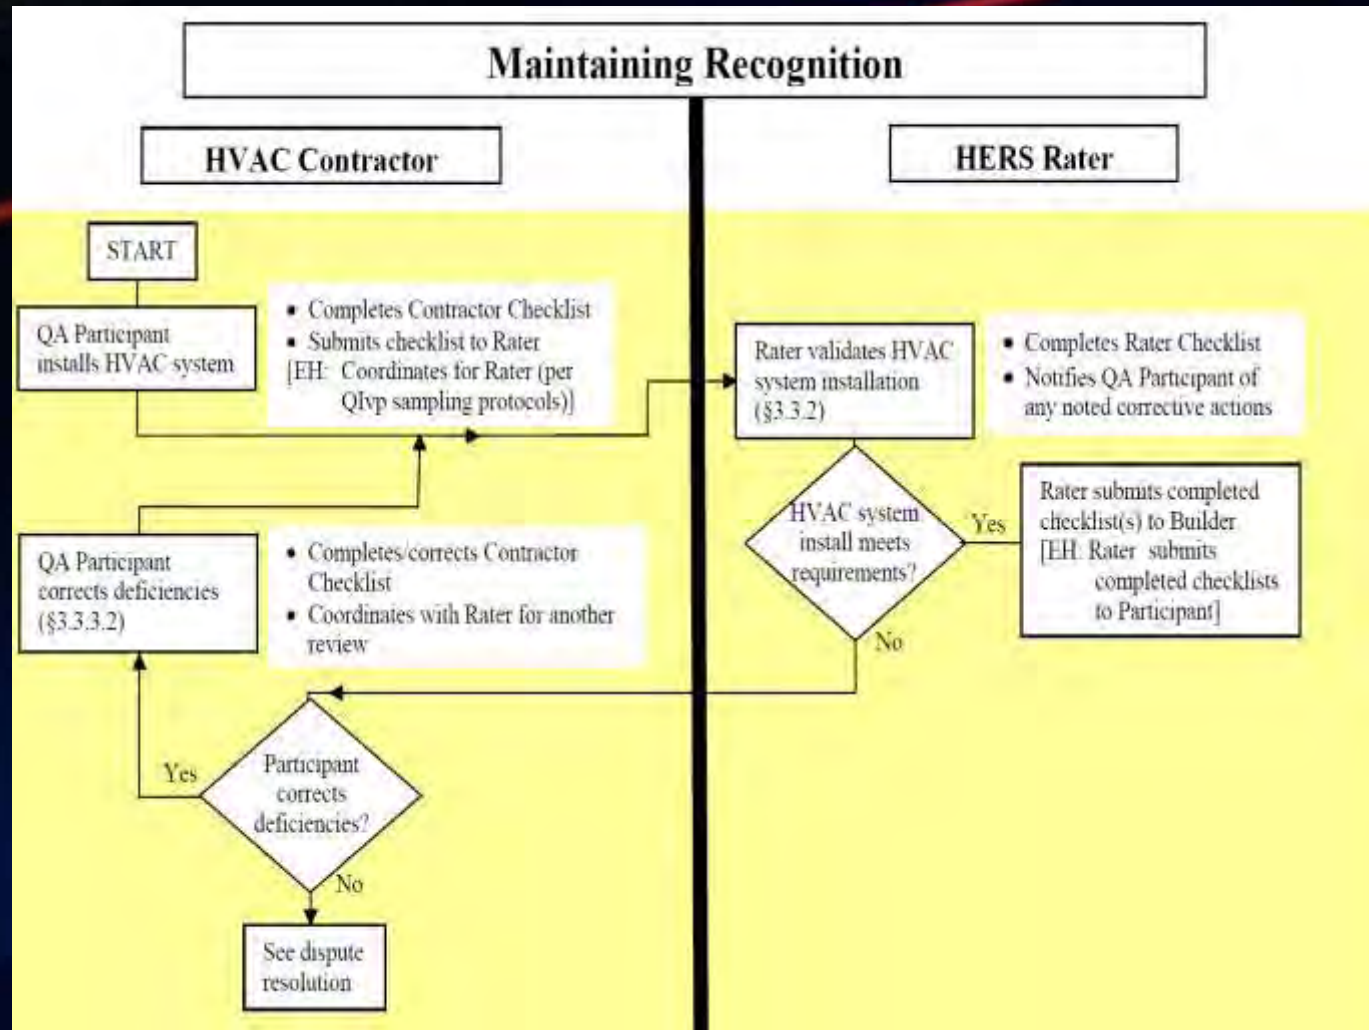 Maintaining Recognition
HVAC Contractor
HERS Rater
START
QA Participant
installs HVAC system
• Completes Contractor Checklist
• Submits checklist to Rater
[EH: Coordinates for Rater (per
QIvp sampling protocols)]
Rater validates HVAC
system installation
(§3.3.2)
• Completes Rater Checklist
• Notifies QA Participant of
any noted corrective actions
HVAC system
install meets
requirements?
Yes
Rater submits completed
checklist(s) to Builder
[EH: Rater submits
completed checklists
to Participant]
No
QA Participant
corrects deficiencies
(§3.3.3.2)
• Completes/corrects Contractor
Checklist
• Coordinates with Rater for another
review
Yes
Participant
corrects
deficiencies?
No
See dispute
resolution